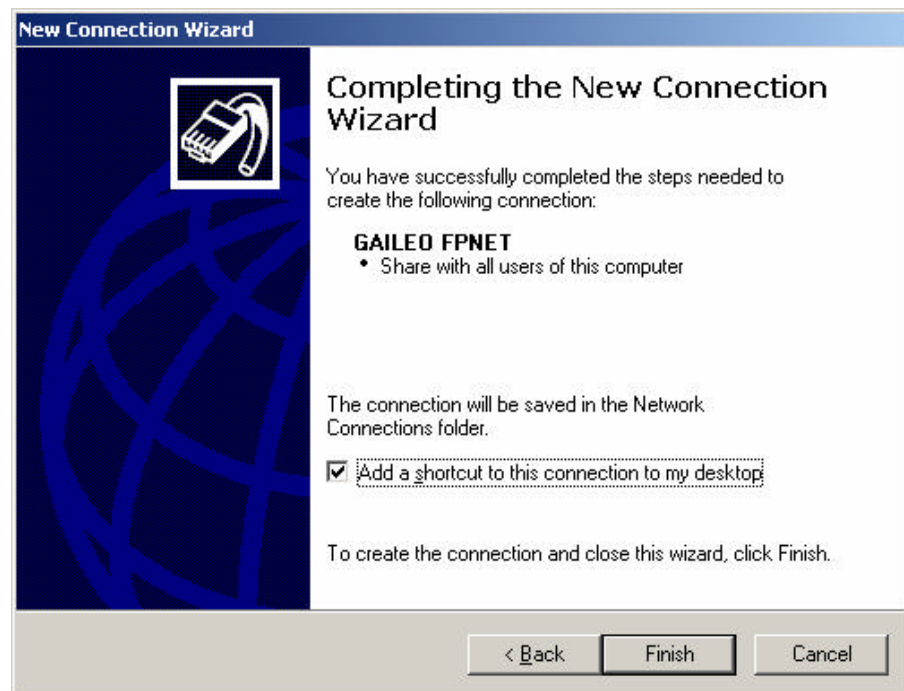 New Connection Wizard
Completing the New Connection
Wizard
You have successfully completed the steps needed to
create the following connection:
GAILEO FPNET
• Share with all users of this computer
The connection will be saved in the Network
Connections folder.
Add a shortcut to this connection to my desktop
To create the connection and close this wizard, click Finish.
< Back
Finish
Cancel